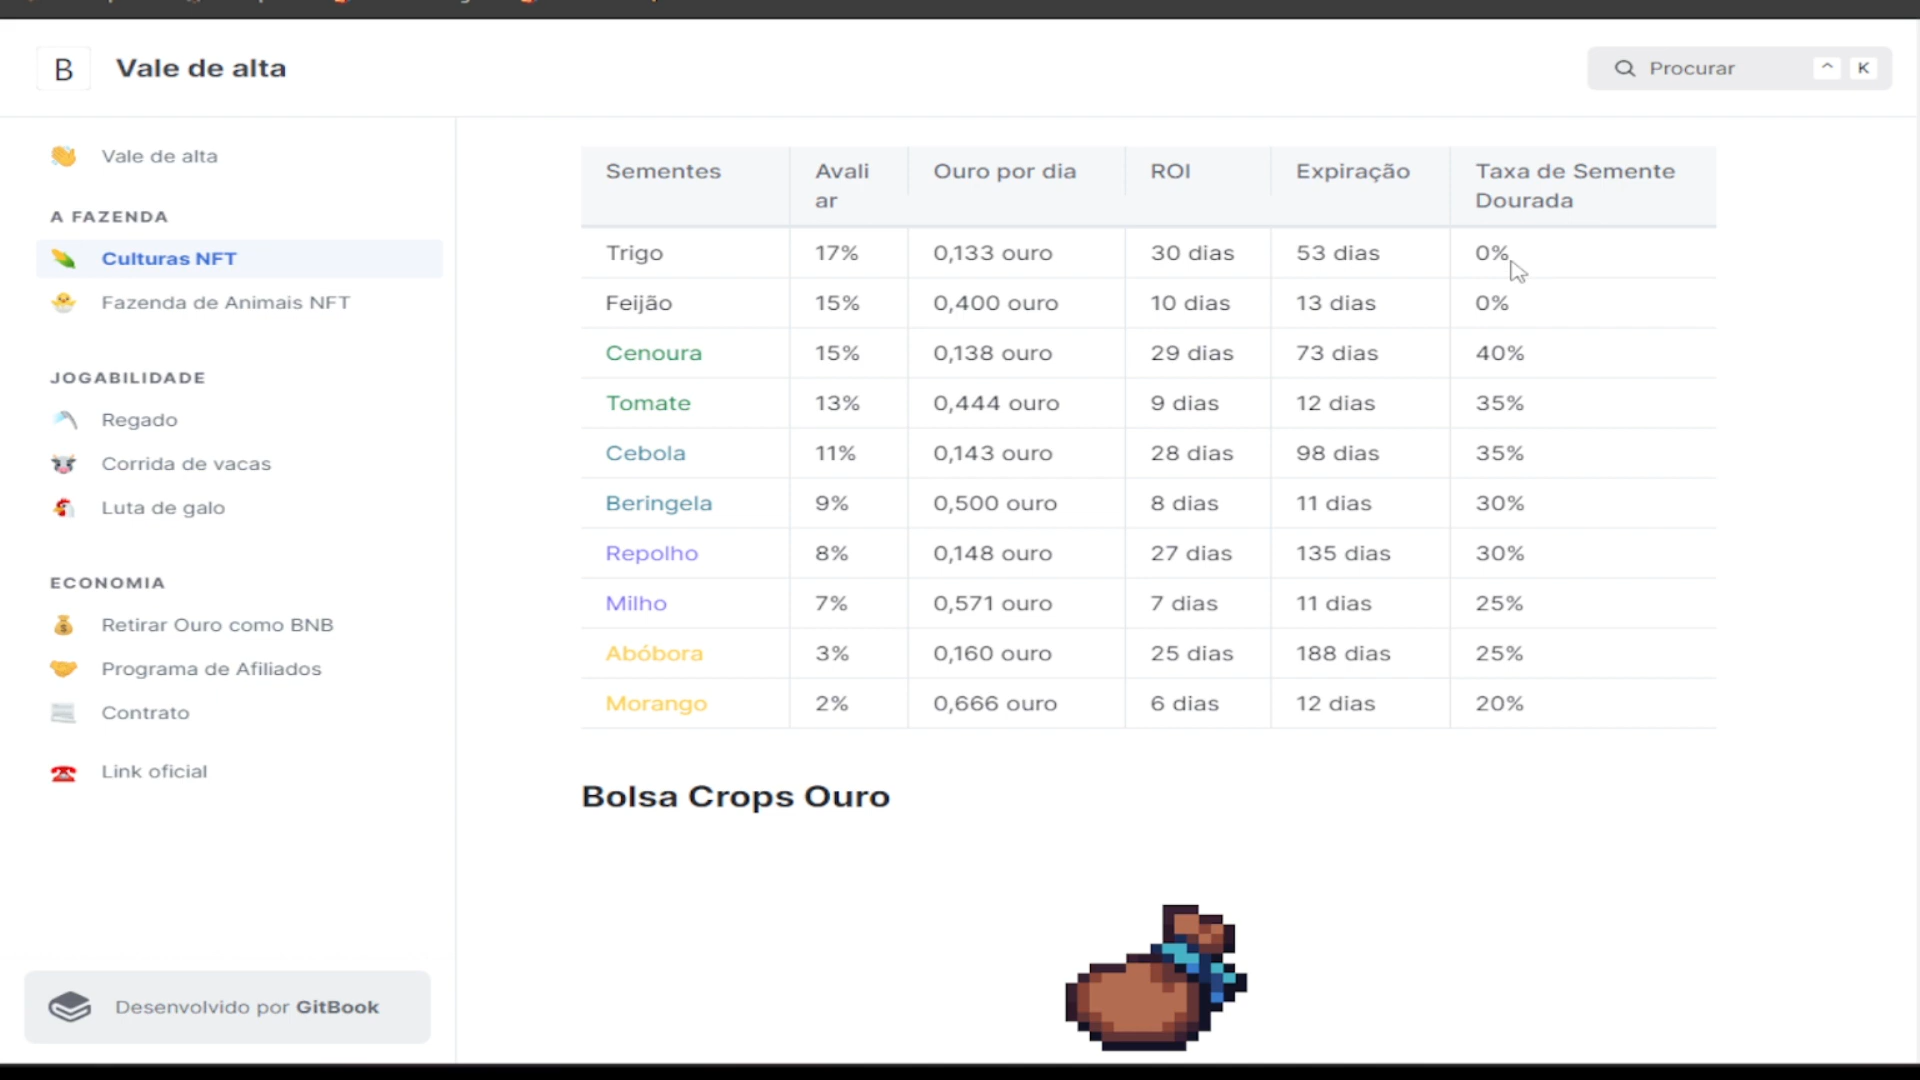 B
Vale de alta
Procurar
^ K
Vale de alta
A FAZENDA
Culturas NFT
Fazenda de Animais NFT
JOGABILIDADE
Regado
Corrida de vacas
Luta de galo
ECONOMIA
Retirar Ouro como BNB
Programa de Afiliados
Contrato
Link oficial
Desenvolvido por GitBook
Sementes Avali Ouro por dia ROI Expiração Taxa de Semente
ar Dourada
Trigo 17% 0,133 ouro 30 dias 53 dias 0%
Feijão 15% 0,400 ouro 10 dias 13 dias 0%
Cenoura 15% 0,138 ouro 29 dias 73 dias 40%
Tomate 13% 0,444 ouro 9 dias 12 dias 35%
Cebola 11% 0,143 ouro 28 dias 98 dias 35%
Beringela 9% 0,500 ouro 8 dias 11 dias 30%
Repolho 8% 0,148 ouro 27 dias 135 dias 30%
Milho 7% 0,571 ouro 7 dias 11 dias 25%
Abóbora 3% 0,160 ouro 25 dias 188 dias 25%
Morango 2% 0,666 ouro 6 dias 12 dias 20%
Bolsa Crops Ouro